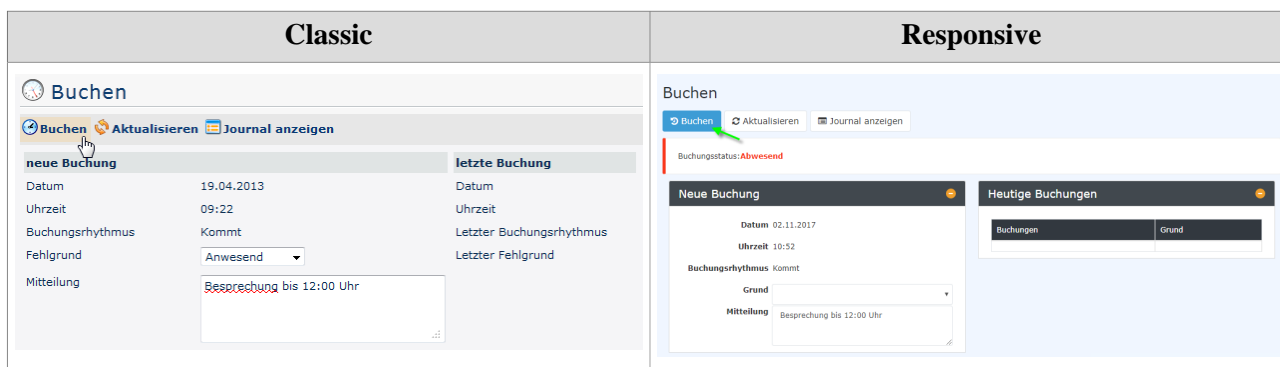 Classic
Responsive
Buchen
Buchen Aktualisieren Journal anzeigen
neue Buchung letzte Buchung
Datum 19.04.2013 Datum
Uhrzeit 09:22 Uhrzeit
Buchungsrhythmus Kommt Letzter Buchungsrhythmus
Fehlgrund Anwesend Letzter Fehlgrund
Mitteilung Besprechung bis 12:00 Uhr
Buchen
Buchen Aktualisieren Journal anzeigen
Buchungsstatus:Abwesend
Neue Buchung
Datum 02.11.2017
Uhrzeit 10:52
Buchungsrhythmus Kommt
Grund
Mitteilung Besprechung bis 12:00 Uhr
Heutige Buchungen
Buchungen Grund